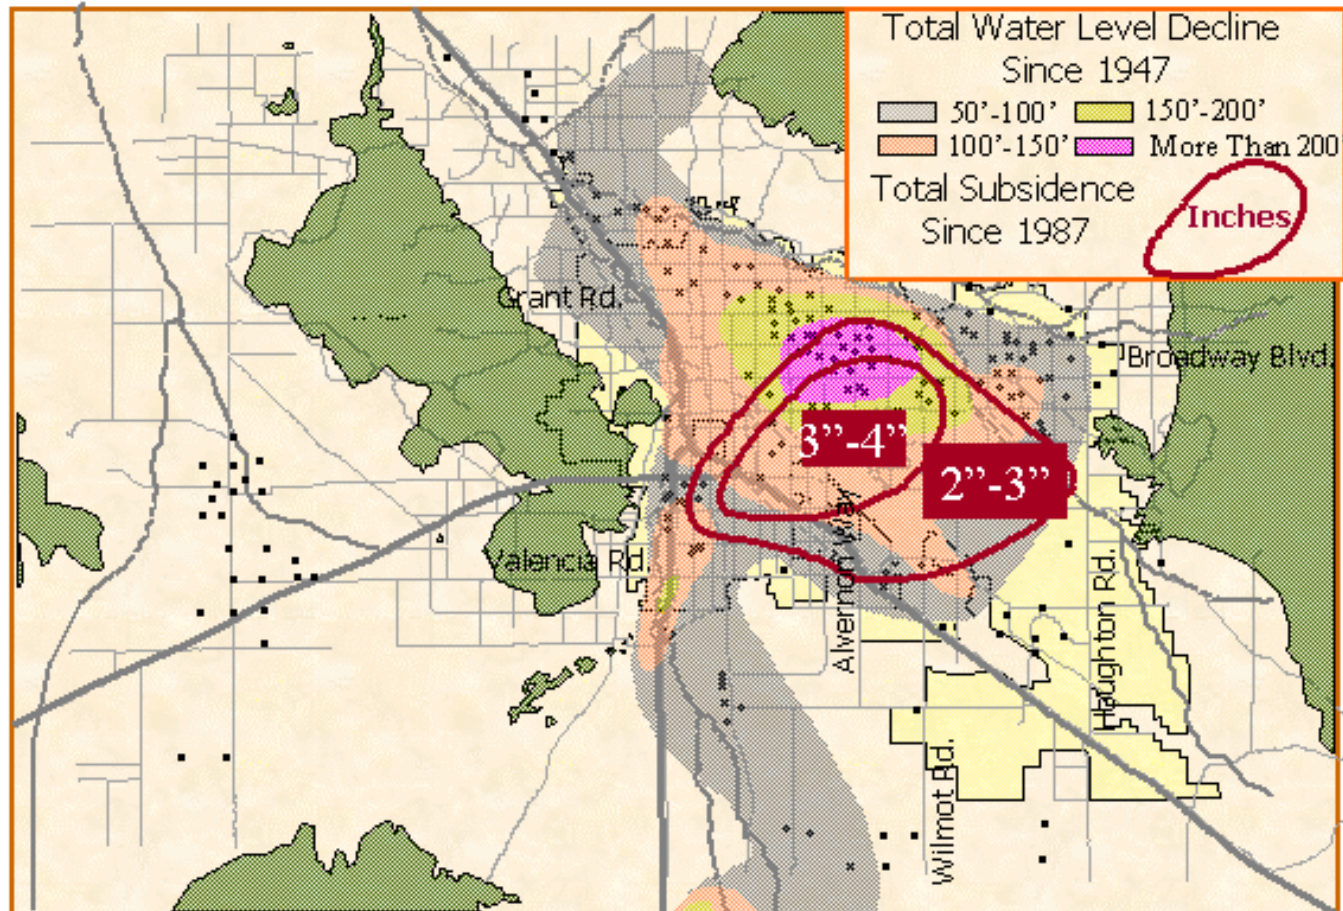 Total Water Level Decline
Since 1947
50’-100’ 150’-200’
100’-150’ More Than 200
Total Subsidence
Since 1987
Inches
Grant Rd.
Broadway Blvd.
3”-4”
2”-3”
Valencia Rd.
Alvernon Way
Haughton Rd.
Wilmot Rd.